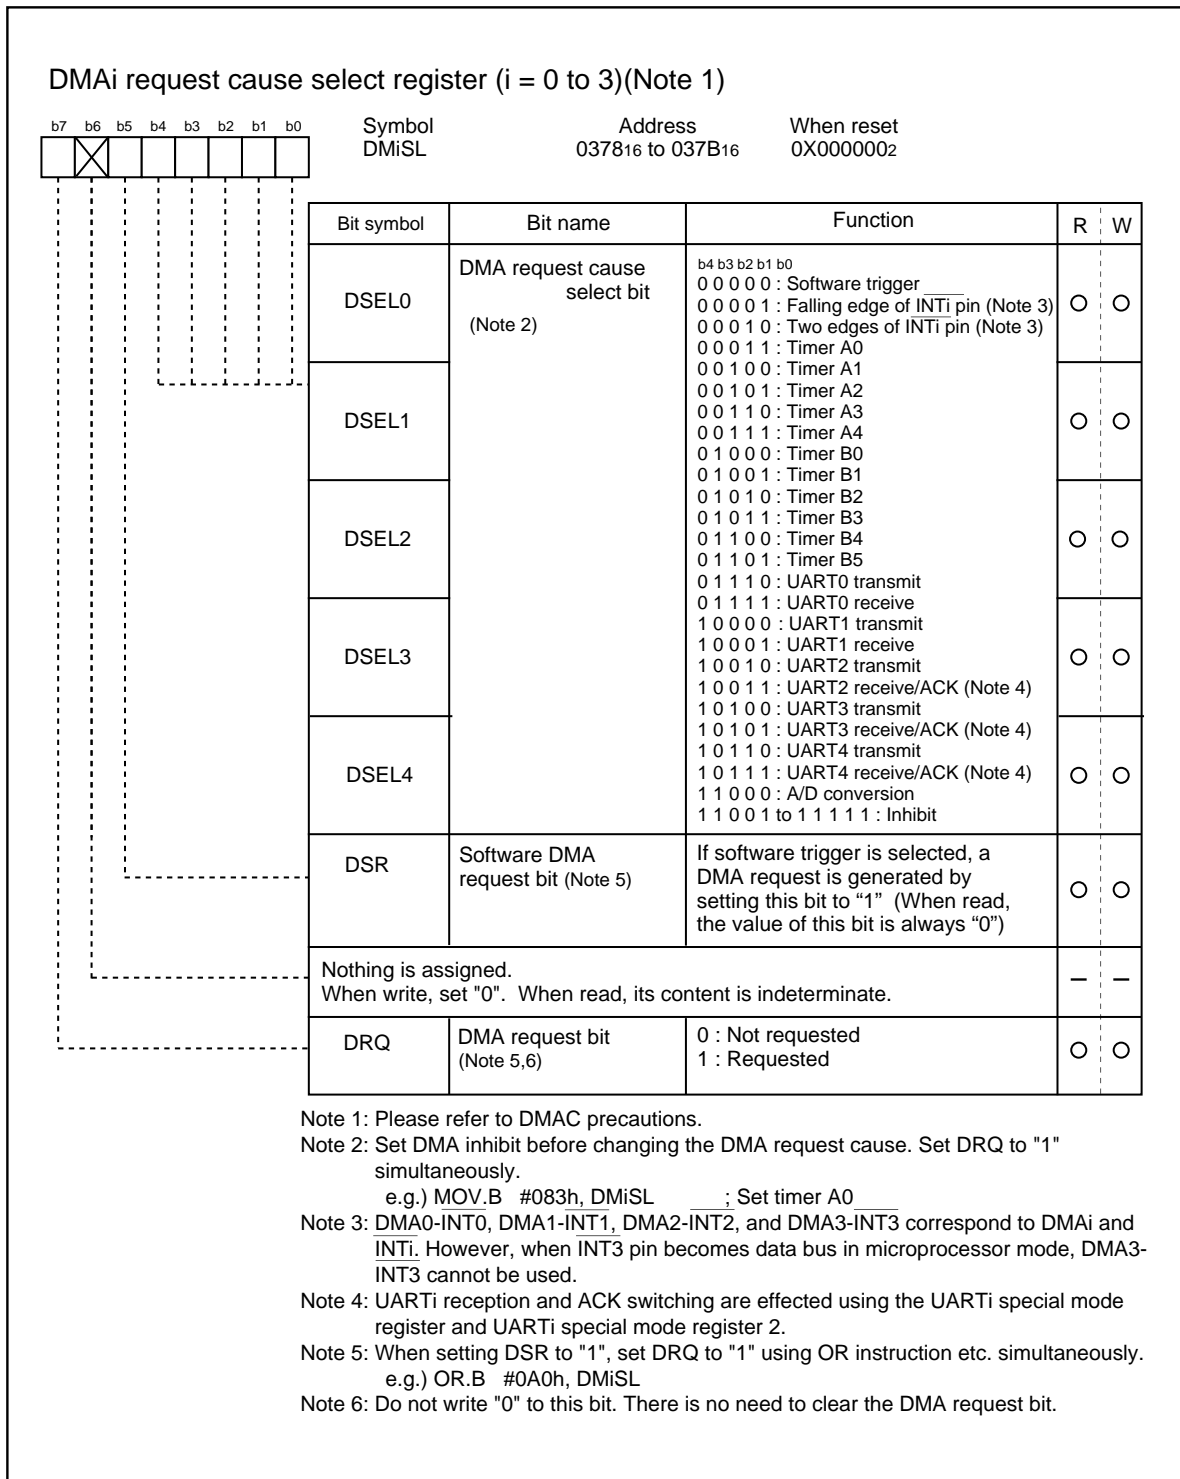 DMAi request cause select register (i = 0 to 3)(Note 1)
b7 b6 b5 b4 b3 b2 b1 b0
Symbol Address When reset
DMiSL 037816 to 037B16 0X0000002
Bit symbol Bit name Function R W
DSEL0
DMA request cause
select bit
(Note 2)
b4 b3 b2 b1 b0
0 0 0 0 0 : Software trigger
0 0 0 0 1 : Falling edge of INTi pin (Note 3)
0 0 0 1 0 : Two edges of INTi pin (Note 3)
0 0 0 1 1 : Timer A0
0 0 1 0 0 : Timer A1
0 0 1 0 1 : Timer A2
0 0 1 1 0 : Timer A3
0 0 1 1 1 : Timer A4
0 1 0 0 0 : Timer B0
0 1 0 0 1 : Timer B1
0 1 0 1 0 : Timer B2
0 1 0 1 1 : Timer B3
0 1 1 0 0 : Timer B4
0 1 1 0 1 : Timer B5
0 1 1 1 0 : UART0 transmit
0 1 1 1 1 : UART0 receive
1 0 0 0 0 : UART1 transmit
1 0 0 0 1 : UART1 receive
1 0 0 1 0 : UART2 transmit
1 0 0 1 1 : UART2 receive/ACK (Note 4)
1 0 1 0 0 : UART3 transmit
1 0 1 0 1 : UART3 receive/ACK (Note 4)
1 0 1 1 0 : UART4 transmit
1 0 1 1 1 : UART4 receive/ACK (Note 4)
1 1 0 0 0 : A/D conversion
1 1 0 0 1 to 1 1 1 1 1 : Inhibit
DSEL1
DSEL2
DSEL3
DSEL4
DSR
Software DMA
request bit (Note 5)
If software trigger is selected, a
DMA request is generated by
setting this bit to “1” (When read,
the value of this bit is always “0”)
Nothing is assigned.
When write, set "0". When read, its content is indeterminate.
– –
DRQ
DMA request bit
(Note 5,6)
0 : Not requested
1 : Requested
Note 1: Please refer to DMAC precautions.
Note 2: Set DMA inhibit before changing the DMA request cause. Set DRQ to "1"
simultaneously.
e.g.) MOV.B #083h, DMiSL ; Set timer A0
Note 3: DMA0-INT0, DMA1-INT1, DMA2-INT2, and DMA3-INT3 correspond to DMAi and
INTi. However, when INT3 pin becomes data bus in microprocessor mode, DMA3-
INT3 cannot be used.
Note 4: UARTi reception and ACK switching are effected using the UARTi special mode
register and UARTi special mode register 2.
Note 5: When setting DSR to "1", set DRQ to "1" using OR instruction etc. simultaneously.
e.g.) OR.B #0A0h, DMiSL
Note 6: Do not write "0" to this bit. There is no need to clear the DMA request bit.